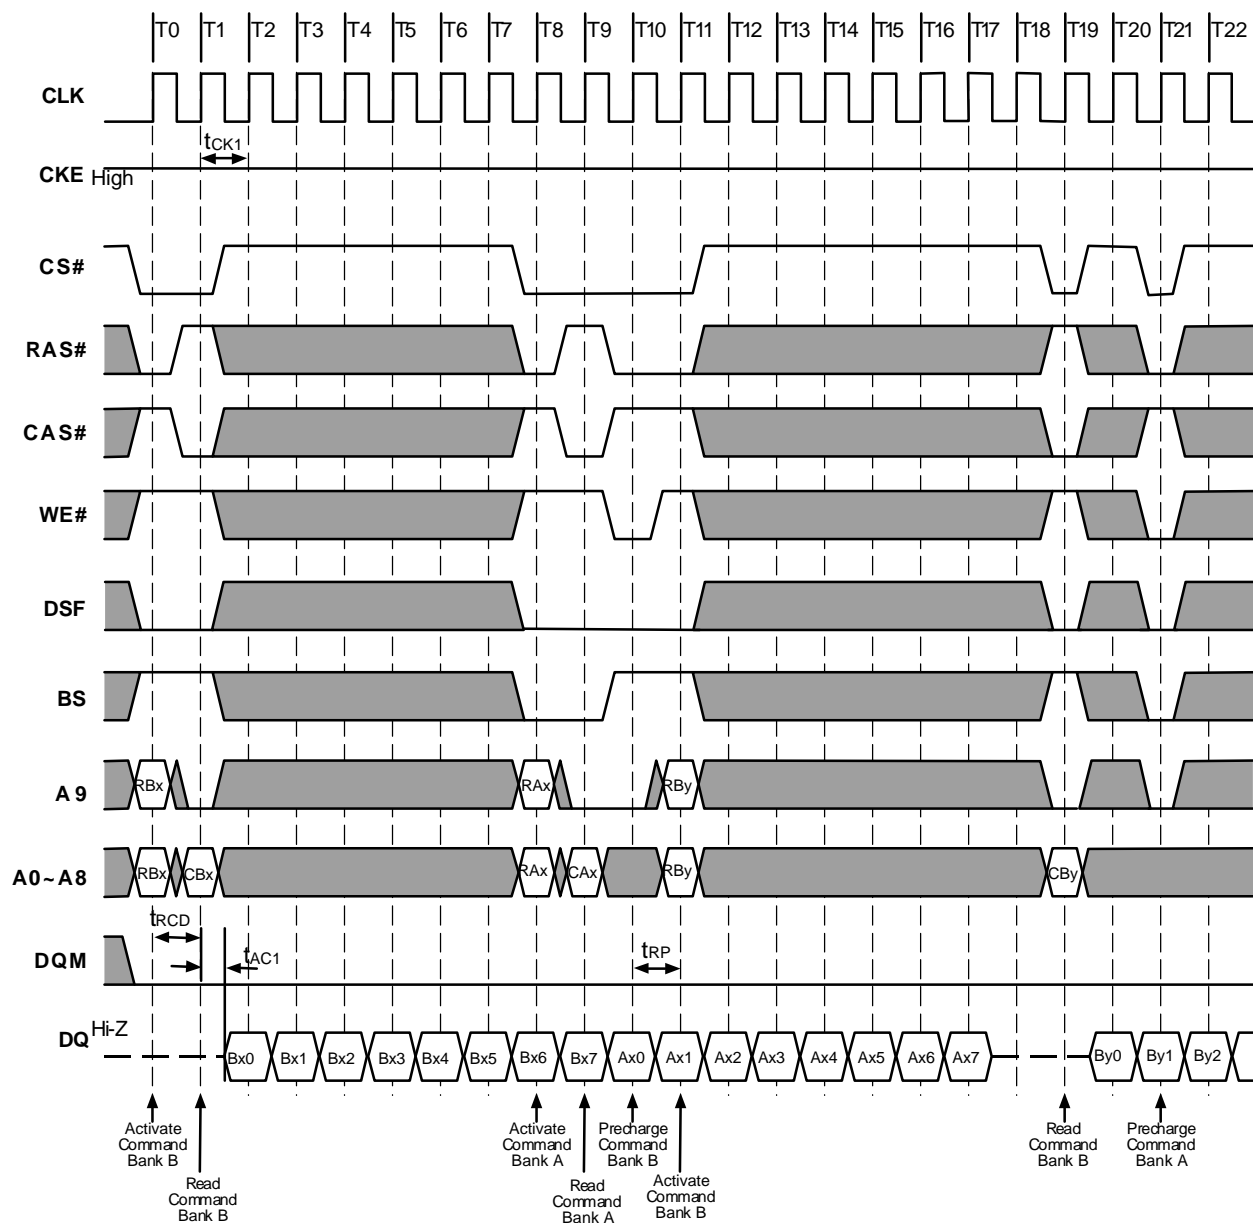 T0 T1 T2 T3 T4 T5 T6 T7 T8 T9 T10 T11 T12 T13 T14 T15 T16 T17 T18 T19 T20 T21 T22
CLK
tCK1
CKE High
CS#
RAS#
CAS#
WE#
DSF
BS
A9 RBx RAx RBy
A0~A8 RBx CBx RAx CAx RBy CBy
tRCD
DQM tAC1 tRP
DQ Hi-Z
Bx0 Bx1 Bx2 Bx3 Bx4 Bx5 Bx6 Bx7 Ax0 Ax1 Ax2 Ax3 Ax4 Ax5 Ax6 Ax7 By0 By1 By2
Activate
Command
Bank B
Read
Command
Bank B
Activate
Command
Bank A
Read
Command
Bank A
Precharge
Command
Bank B
Activate
Command
Bank B
Read
Command
Bank B
Precharge
Command
Bank A